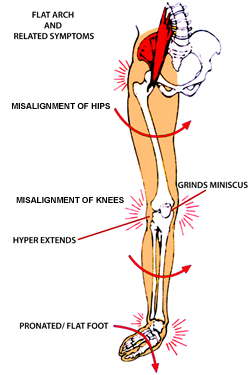 FLAT ARCH
AND
RELATED SYMPTOMS
MISALIGNMENT OF HIPS
GRINDS MINISCUS
MISALIGNMENT OF KNEES
HYPER EXTENDS
PRONATED/ FLAT FOOT